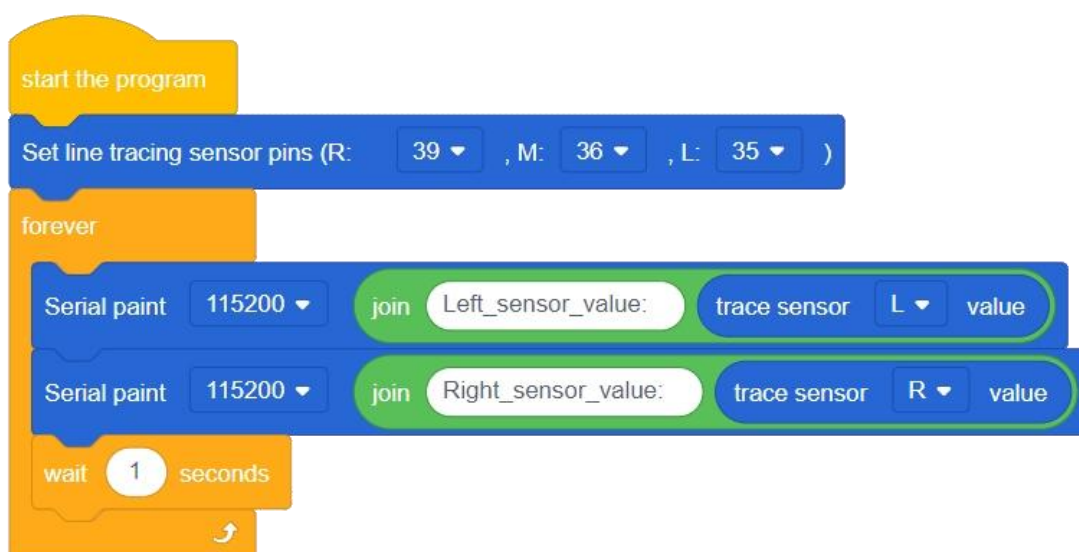 start the program
Set line tracing sensor pins (R: 39 , M: 36 , L: 35 )
forever
Serial paint 115200 join Left_sensor_value: trace sensor L value
Serial paint 115200 join Right_sensor_value: trace sensor R value
wait 1 seconds